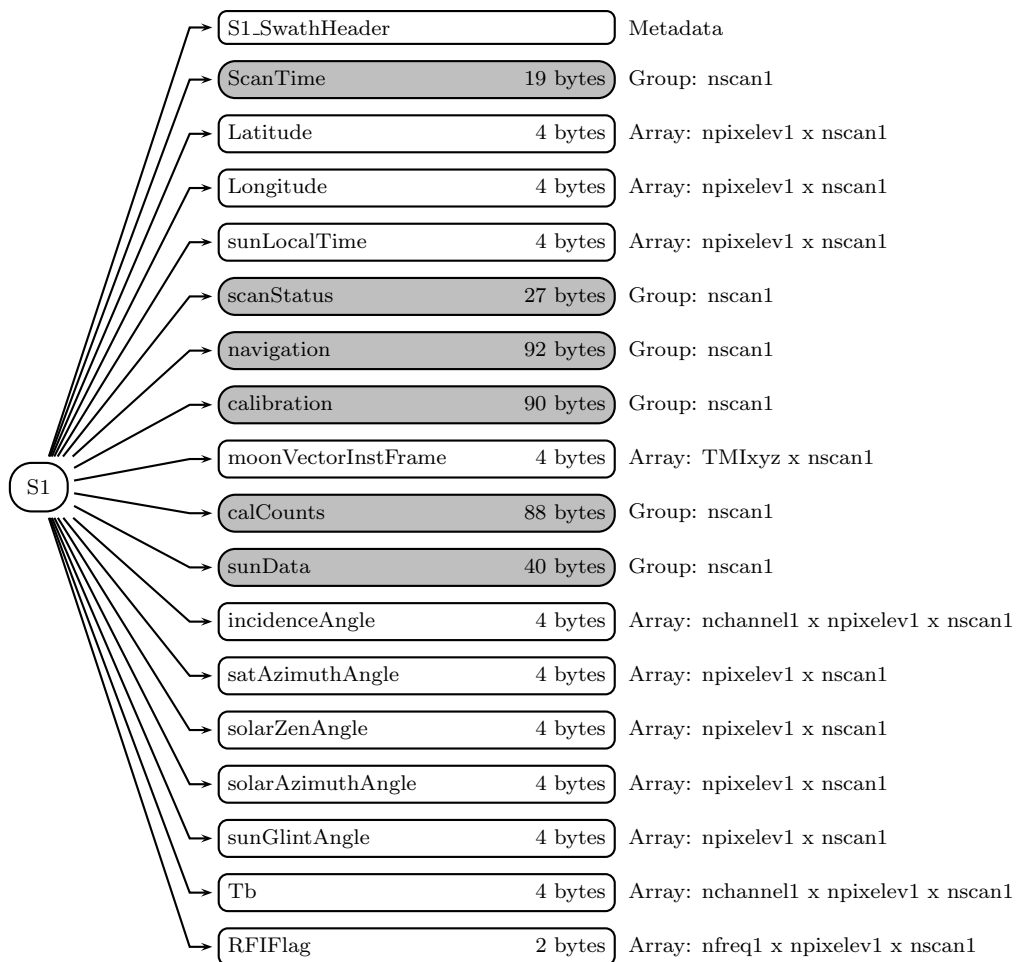 S1_SwathHeader Metadata
ScanTime 19 bytes Group: nscan1
Latitude 4 bytes Array: npixelev1 x nscan1
Longitude 4 bytes Array: npixelev1 x nscan1
sunLocalTime 4 bytes Array: npixelev1 x nscan1
scanStatus 27 bytes Group: nscan1
navigation 92 bytes Group: nscan1
calibration 90 bytes Group: nscan1
moonVectorInstFrame 4 bytes Array: TMIxyz x nscan1
S1
calCounts 88 bytes Group: nscan1
sunData 40 bytes Group: nscan1
incidenceAngle 4 bytes Array: nchannel1 x npixelev1 x nscan1
satAzimuthAngle 4 bytes Array: npixelev1 x nscan1
solarZenAngle 4 bytes Array: npixelev1 x nscan1
solarAzimuthAngle 4 bytes Array: npixelev1 x nscan1
sunGlintAngle 4 bytes Array: npixelev1 x nscan1
Tb 4 bytes Array: nchannel1 x npixelev1 x nscan1
RFIFlag 2 bytes Array: nfreq1 x npixelev1 x nscan1